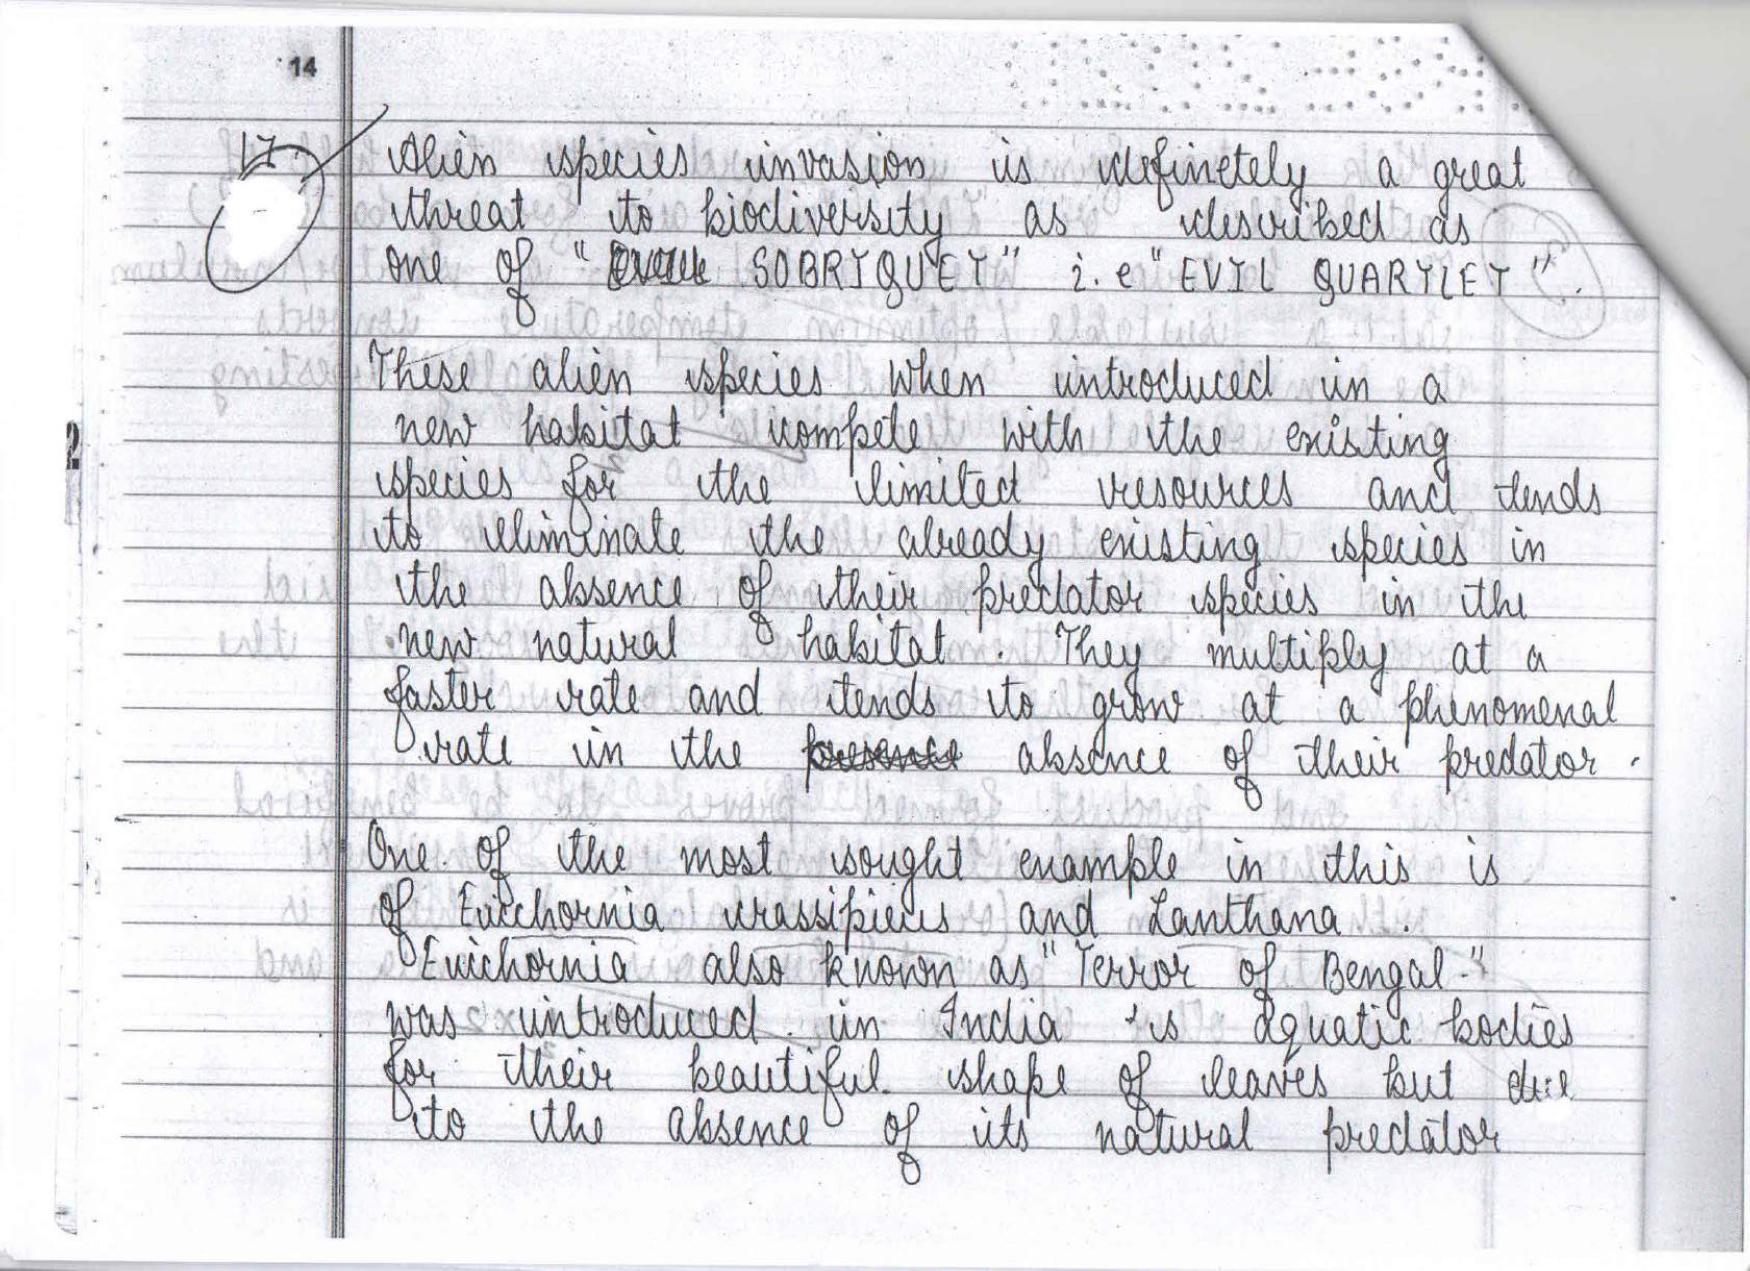 14
17. Alien species invasion is definetely a great
threat to biodiversity as described as
one of " SOBRIQUET" i.e "EVIL QUARTLET".
These alien species when introduced in a
new habitat compete with the existing
species for the limited resources and tends
to eliminate the already existing species in
the absence of their predator species in the
new natural habitat. They multiply at a
faster rate and tends to grow at a phenomenal
rate in the presence absence of their predator.
One of the most sought example in this is
of Eicchornia crassipiecis and Lanthana.
Eicchornia also known as "Terror of Bengal"
was introduced in India is aquatic bodies
for their beautiful shape of leaves but due
to the absence of its natural predator
2